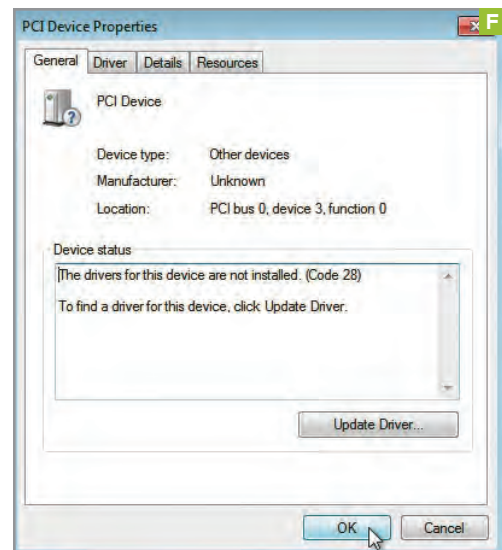 PCI Device Properties
F
General Driver Details Resources
PCI Device
Device type: Other devices
Manufacturer: Unknown
Location: PCI bus 0, device 3, function 0
Device status
The drivers for this device are not installed. (Code 28)
To find a driver for this device, click Update Driver.
Update Driver...
OK Cancel